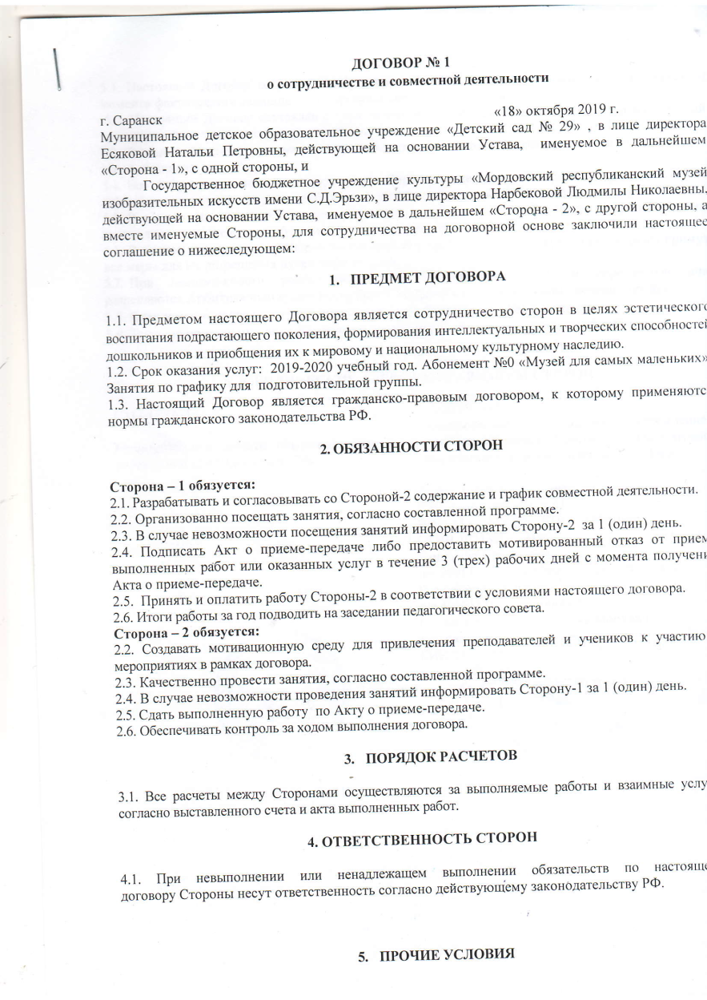 ДОГОВОР № 1
о сотрудничестве и совместной деятельности
г. Саранск «18» октября 2019 г.
Муниципальное детское образовательное учреждение «Детский сад № 29» , в лице директора
Есяковой Натальи Петровны, действующей на основании Устава, именуемое в дальнейшем
«Сторона - 1», с одной стороны, и
Государственное бюджетное учреждение культуры «Мордовский республиканский музей
изобразительных искусств имени С.Д.Эрьзи», в лице директора Нарбековой Людмилы Николаевны,
действующей на основании Устава, именуемое в дальнейшем «Сторона - 2», с другой стороны, а
вместе именуемые Стороны, для сотрудничества на договорной основе заключили настоящее
соглашение о нижеследующем:
1. ПРЕДМЕТ ДОГОВОРА
1.1. Предметом настоящего Договора является сотрудничество сторон в целях эстетического
воспитания подрастающего поколения, формирования интеллектуальных и творческих способностей
дошкольников и приобщения их к мировому и национальному культурному наследию.
1.2. Срок оказания услуг: 2019-2020 учебный год. Абонемент №0 «Музей для самых маленьких»
Занятия по графику для подготовительной группы.
1.3. Настоящий Договор является гражданско-правовым договором, к которому применяютс
нормы гражданского законодательства РФ.
2. ОБЯЗАННОСТИ СТОРОН
Сторона – 1 обязуется:
2.1. Разрабатывать и согласовывать со Стороной-2 содержание и график совместной деятельности.
2.2. Организованно посещать занятия, согласно составленной программе.
2.3. В случае невозможности посещения занятий информировать Сторону-2 за 1 (один) день.
2.4. Подписать Акт о приеме-передаче либо предоставить мотивированный отказ от прием
выполненных работ или оказанных услуг в течение 3 (трех) рабочих дней с момента получени
Акта о приеме-передаче.
2.5. Принять и оплатить работу Стороны-2 в соответствии с условиями настоящего договора.
2.6. Итоги работы за год подводить на заседании педагогического совета.
Сторона – 2 обязуется:
2.2. Создавать мотивационную среду для привлечения преподавателей и учеников к участию
мероприятиях в рамках договора.
2.3. Качественно провести занятия, согласно составленной программе.
2.4. В случае невозможности проведения занятий информировать Сторону-1 за 1 (один) день.
2.5. Сдать выполненную работу по Акту о приеме-передаче.
2.6. Обеспечивать контроль за ходом выполнения договора.
3. ПОРЯДОК РАСЧЕТОВ
3.1. Все расчеты между Сторонами осуществляются за выполняемые работы и взаимные услу
согласно выставленного счета и акта выполненных работ.
4. ОТВЕТСТВЕННОСТЬ СТОРОН
4.1. При невыполнении или ненадлежащем выполнении обязательств по настояще
договору Стороны несут ответственность согласно действующему законодательству РФ.
5. ПРОЧИЕ УСЛОВИЯ